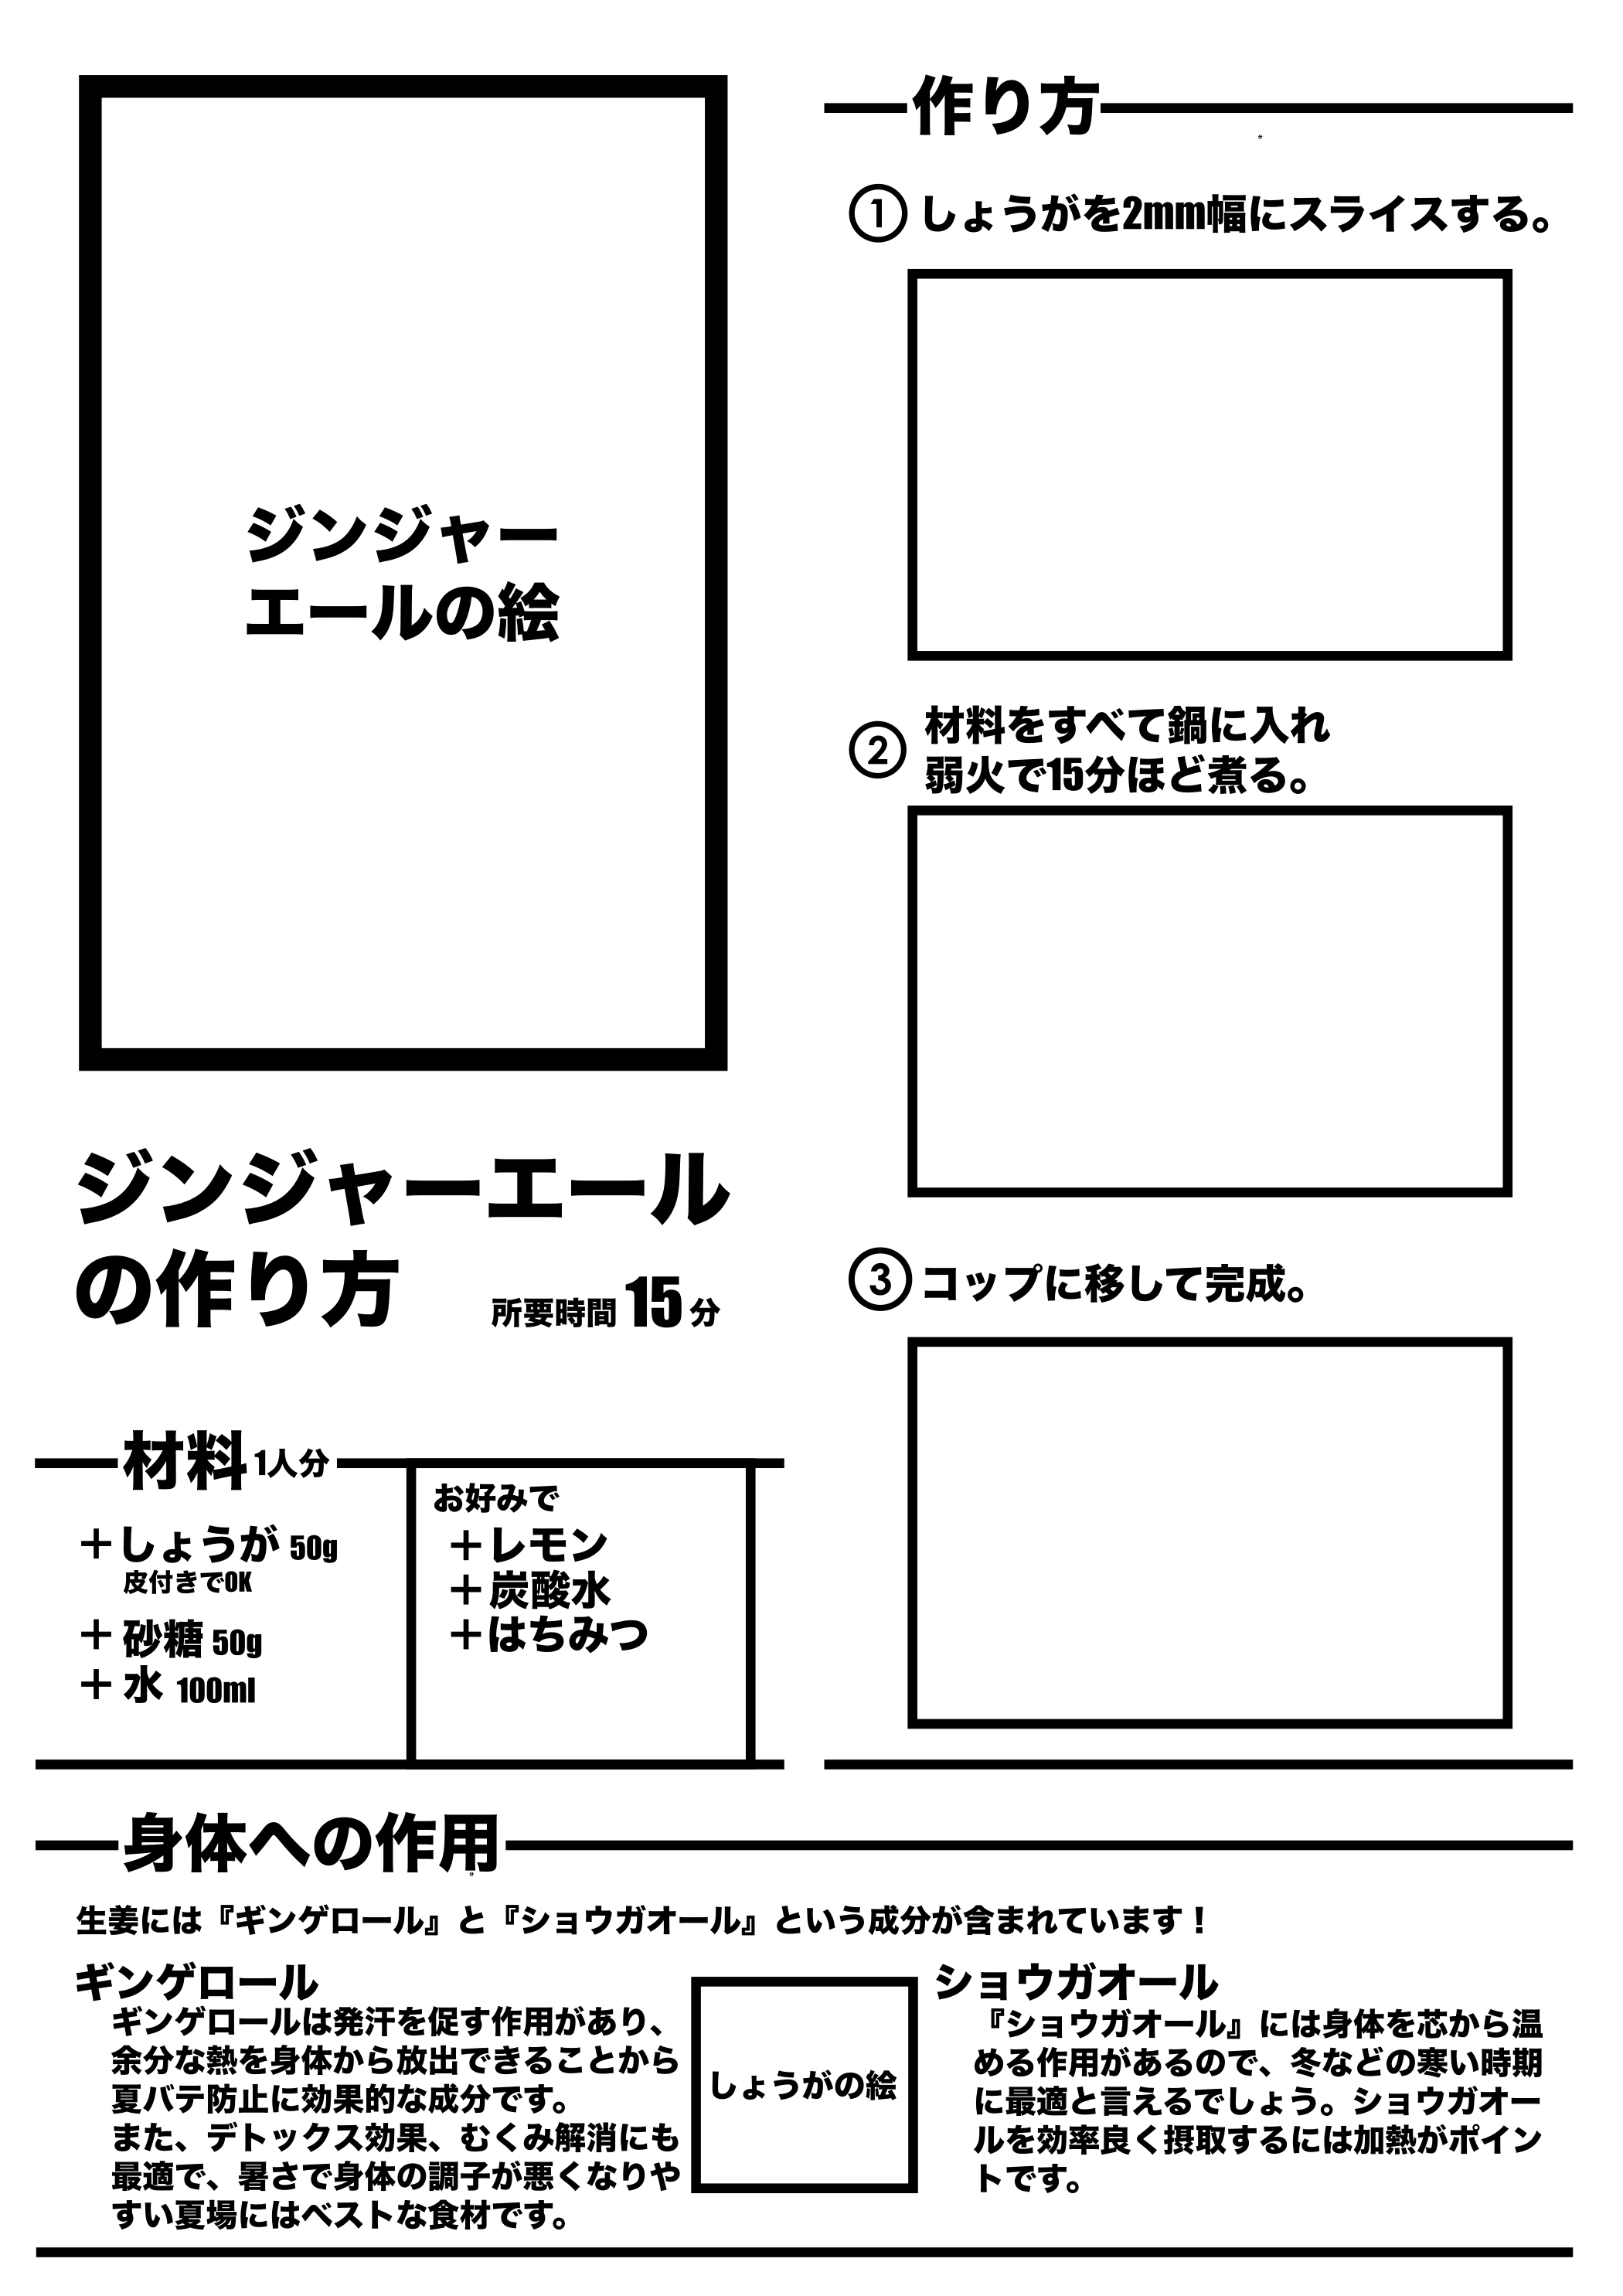 ジンジャー
エールの絵
ジンジャーエール
の作り方
所要時間 15 分
材料 1人分
＋しょうが 50g
皮付きでOK
＋砂糖 50g
＋水 100ml
お好みで
＋レモン
＋炭酸水
＋はちみつ
作り方
① しょうがを2mm幅にスライスする。
② 材料をすべて鍋に入れ
弱火で15分ほど煮る。
③ コップに移して完成。
身体への作用
生姜には『ギンゲロール』と『ショウガオール』という成分が含まれています！
ギンゲロール
ギンゲロールは発汗を促す作用があり、
余分な熱を身体から放出できることから
夏バテ防止に効果的な成分です。
また、デトックス効果、むくみ解消にも
最適で、暑さで身体の調子が悪くなりや
すい夏場にはベストな食材です。
しょうがの絵
ショウガオール
『ショウガオール』には身体を芯から温
める作用があるので、冬などの寒い時期
に最適と言えるでしょう。ショウガオー
ルを効率良く摂取するには加熱がポイン
トです。